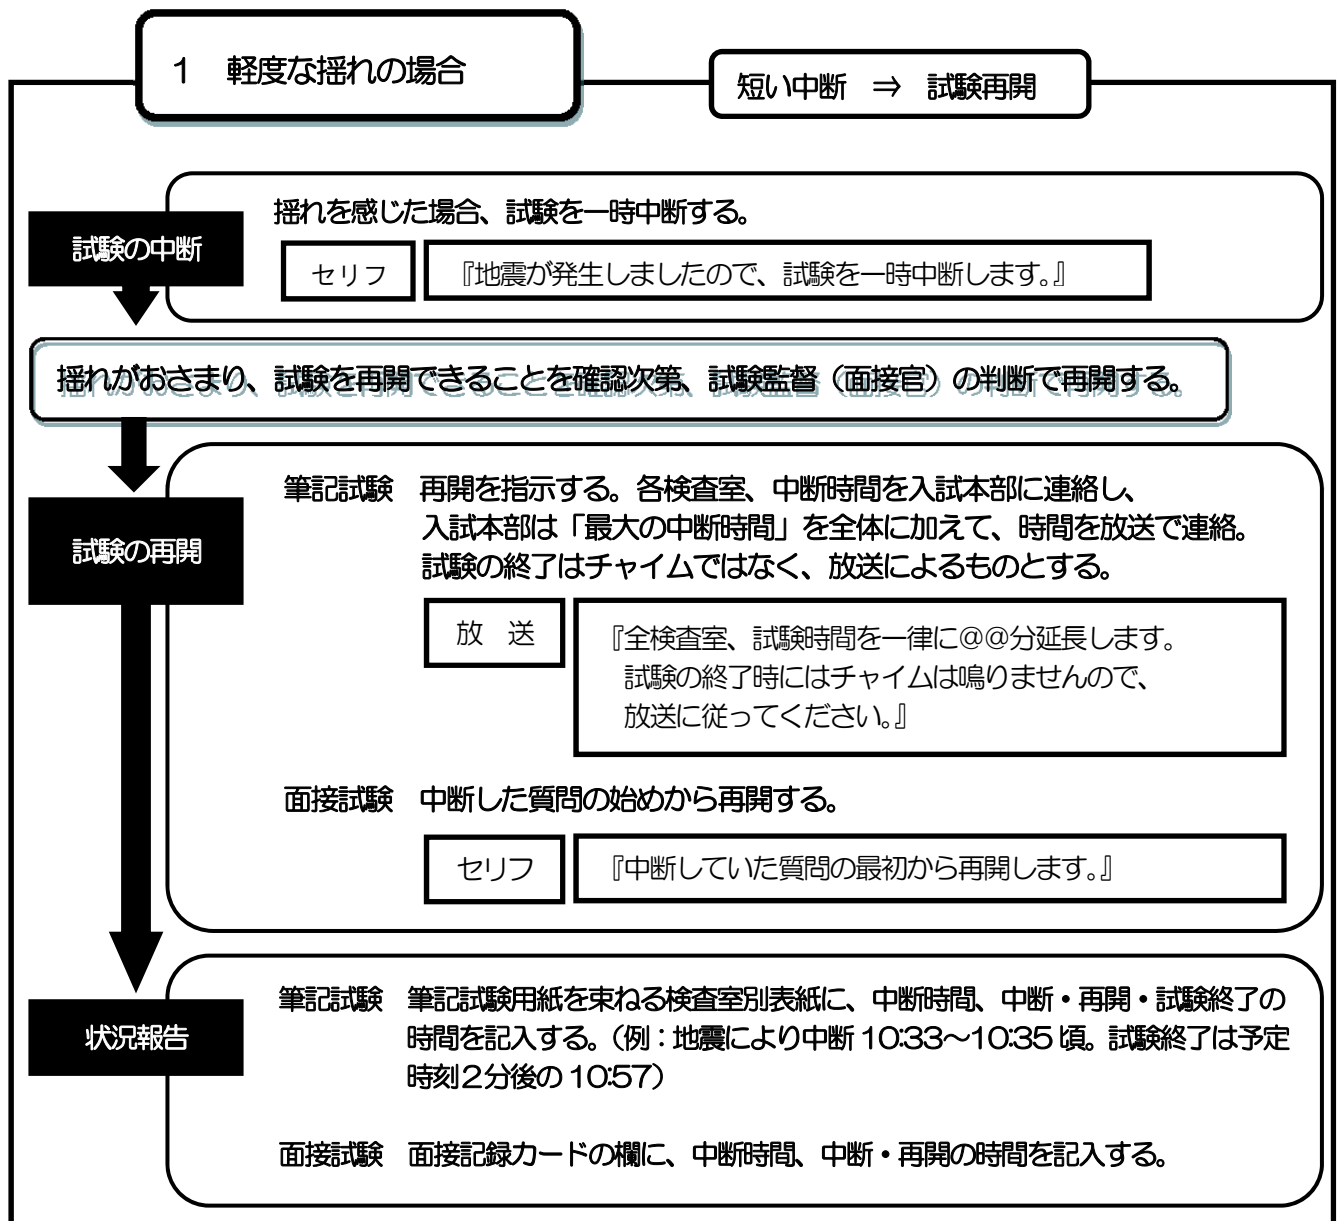 1　軽度な揺れの場合
短い中断　⇒　試験再開
試験の中断
揺れを感じた場合、試験を一時中断する。
セリフ
『地震が発生しましたので、試験を一時中断します。』
揺れがおさまり、試験を再開できることを確認次第、試験監督（面接官）の判断で再開する。
試験の再開
筆記試験　再開を指示する。各検査室、中断時間を入試本部に連絡し、
入試本部は「最大の中断時間」を全体に加えて、時間を放送で連絡。
試験の終了はチャイムではなく、放送によるものとする。
放　送
『全検査室、試験時間を一律に＠＠分延長します。
試験の終了時にはチャイムは鳴りませんので、
放送に従ってください。』
面接試験　中断した質問の始めから再開する。
セリフ
『中断していた質問の最初から再開します。』
状況報告
筆記試験　筆記試験用紙を束ねる検査室別表紙に、中断時間、中断・再開・試験終了の
時間を記入する。（例：地震により中断 10:33～10:35 頃。試験終了は予定
時刻２分後の 10:57）
面接試験　面接記録カードの欄に、中断時間、中断・再開の時間を記入する。